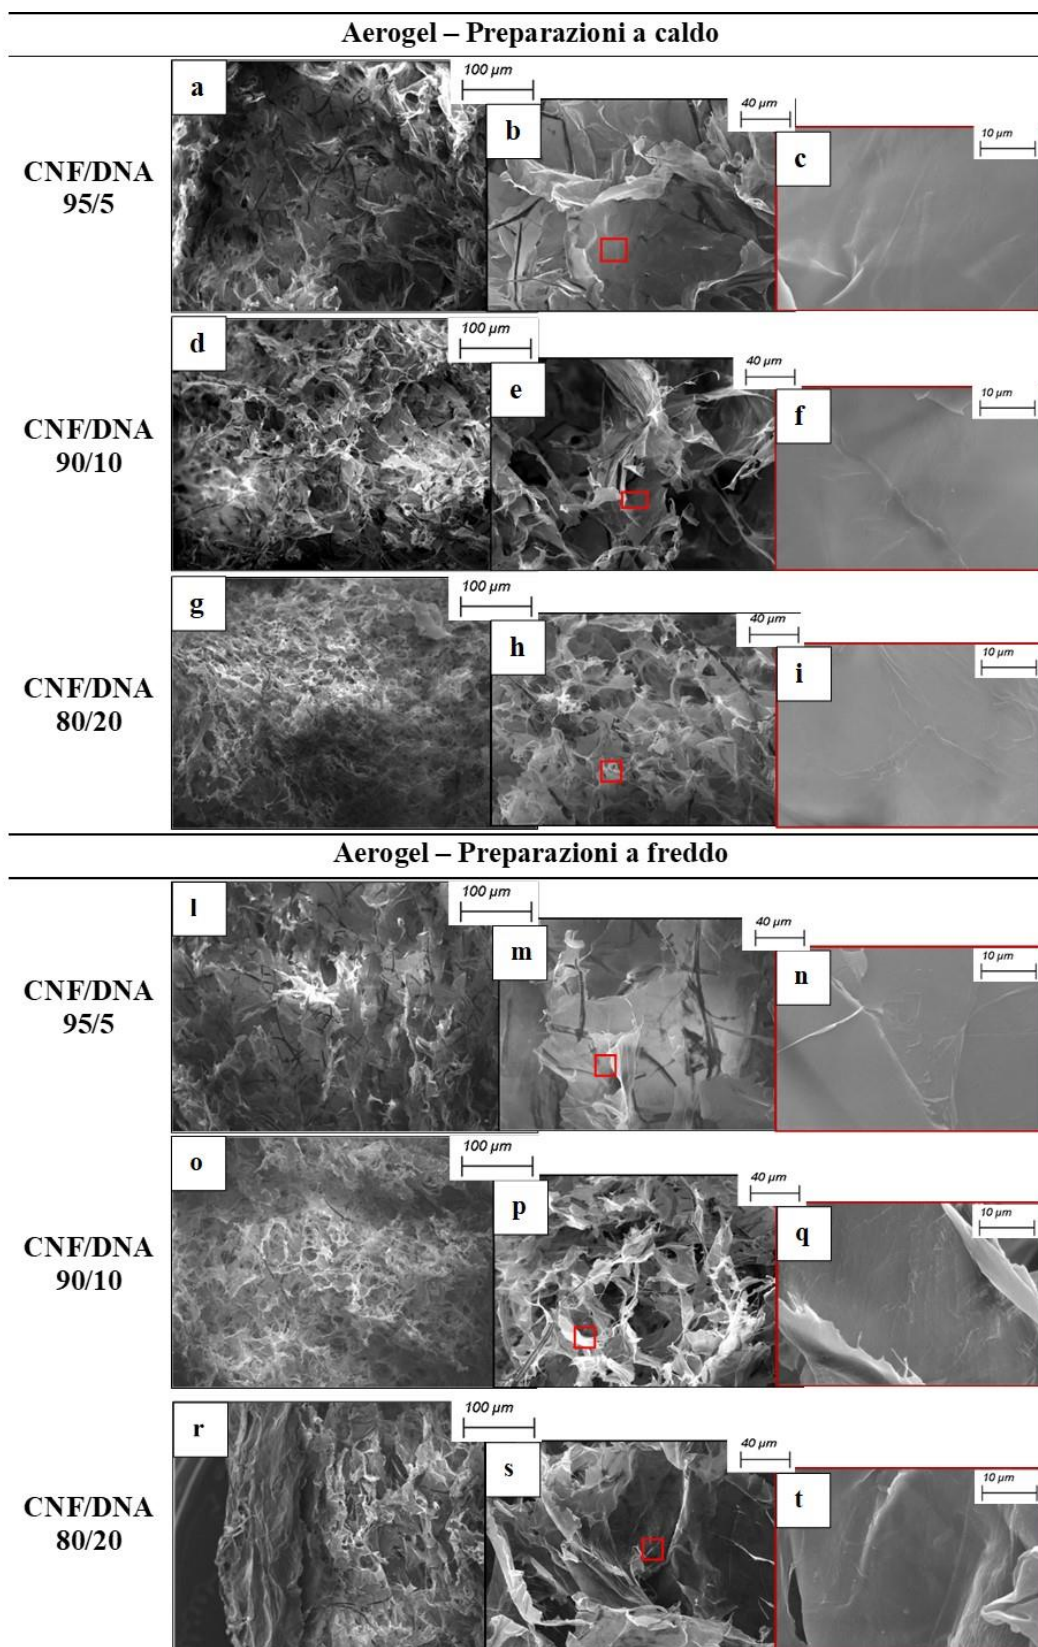 Aerogel – Preparazioni a caldo
CNF/DNA
95/5
a
100 µm
b
40 µm
c
10 µm
CNF/DNA
90/10
d
100 µm
e
40 µm
f
10 µm
CNF/DNA
80/20
g
100 µm
h
40 µm
i
10 µm
Aerogel – Preparazioni a freddo
CNF/DNA
95/5
l
100 µm
m
40 µm
n
10 µm
CNF/DNA
90/10
o
100 µm
p
40 µm
q
10 µm
CNF/DNA
80/20
r
100 µm
s
40 µm
t
10 µm